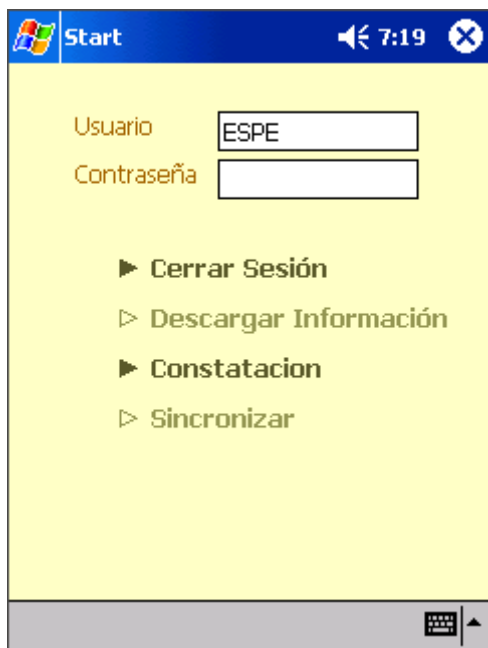 Start 7:19
Usuario ESPE
Contraseña
Cerrar Sesión
Descargar Información
Constatacion
Sincronizar